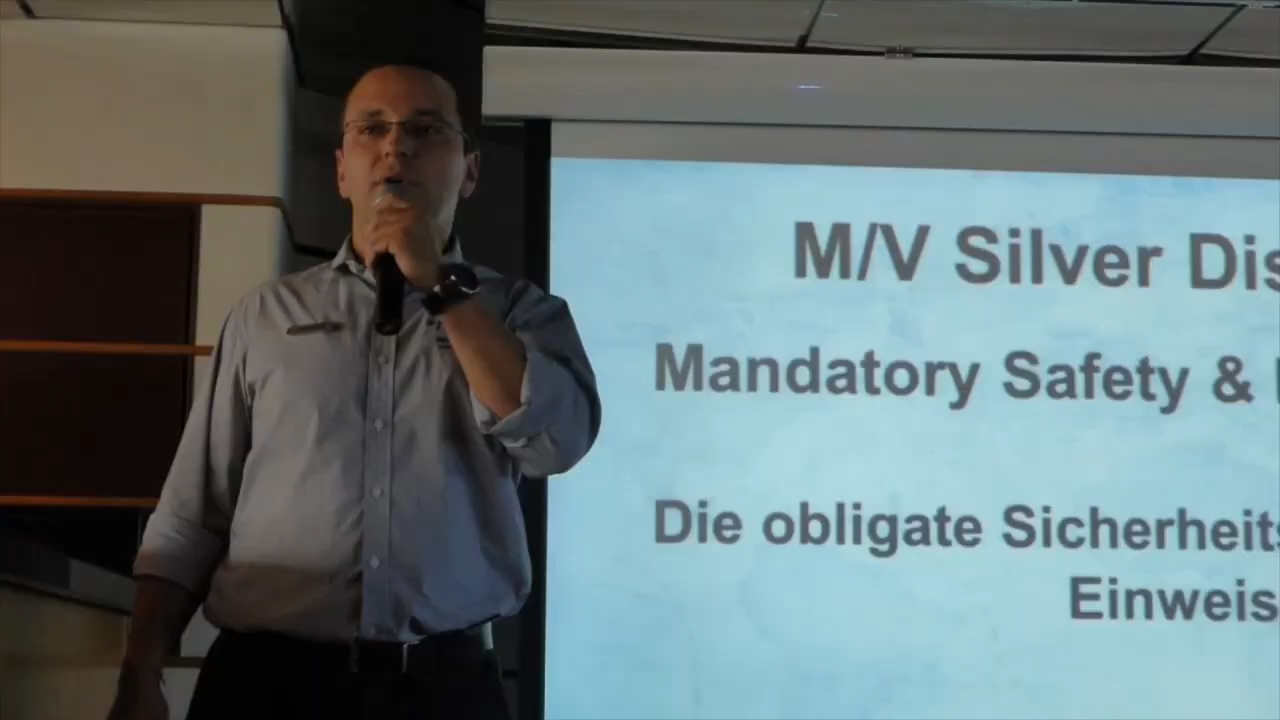 M/V Silver Dis
Mandatory Safety &
Die obligate Sicherheits
Einweis